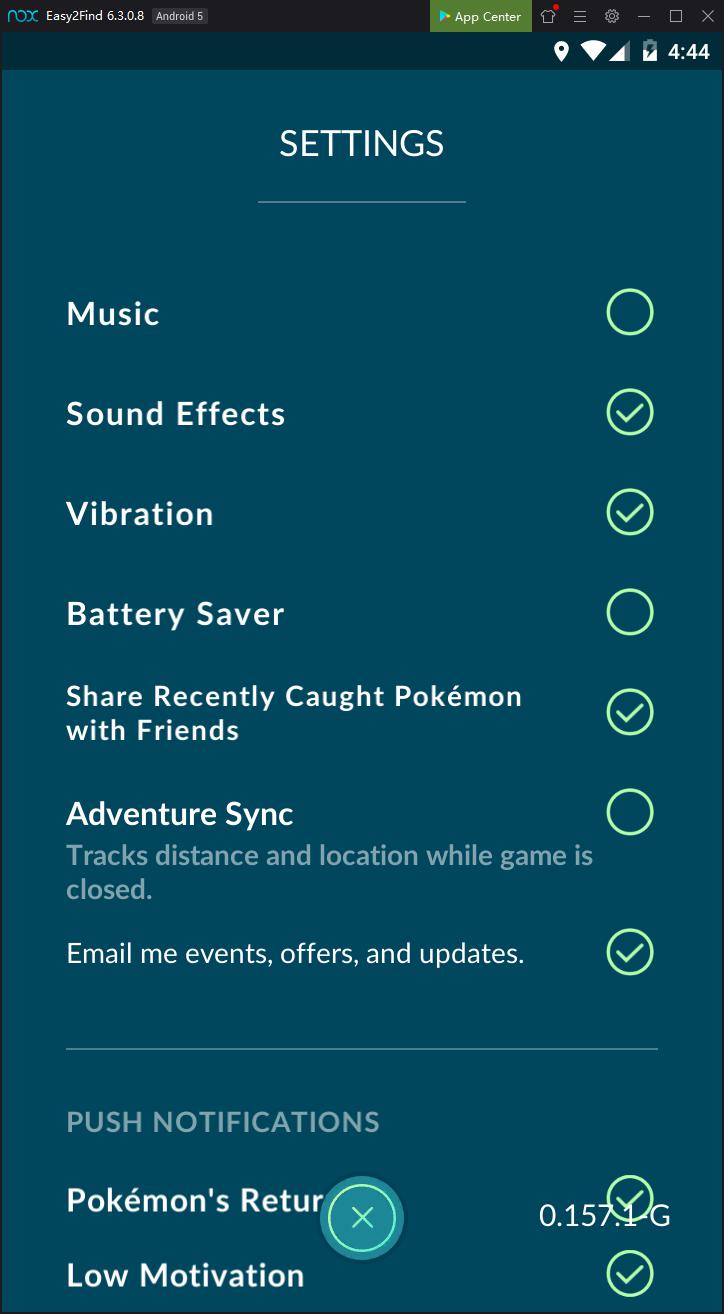 nox Easy2Find 6.3.0.8 Android 5 App Center
4:44
SETTINGS
Music
Sound Effects
Vibration
Battery Saver
Share Recently Caught Pokémon
with Friends
Adventure Sync
Tracks distance and location while game is
closed.
Email me events, offers, and updates.
PUSH NOTIFICATIONS
Pokémon's Retur
0.157.1-G
Low Motivation